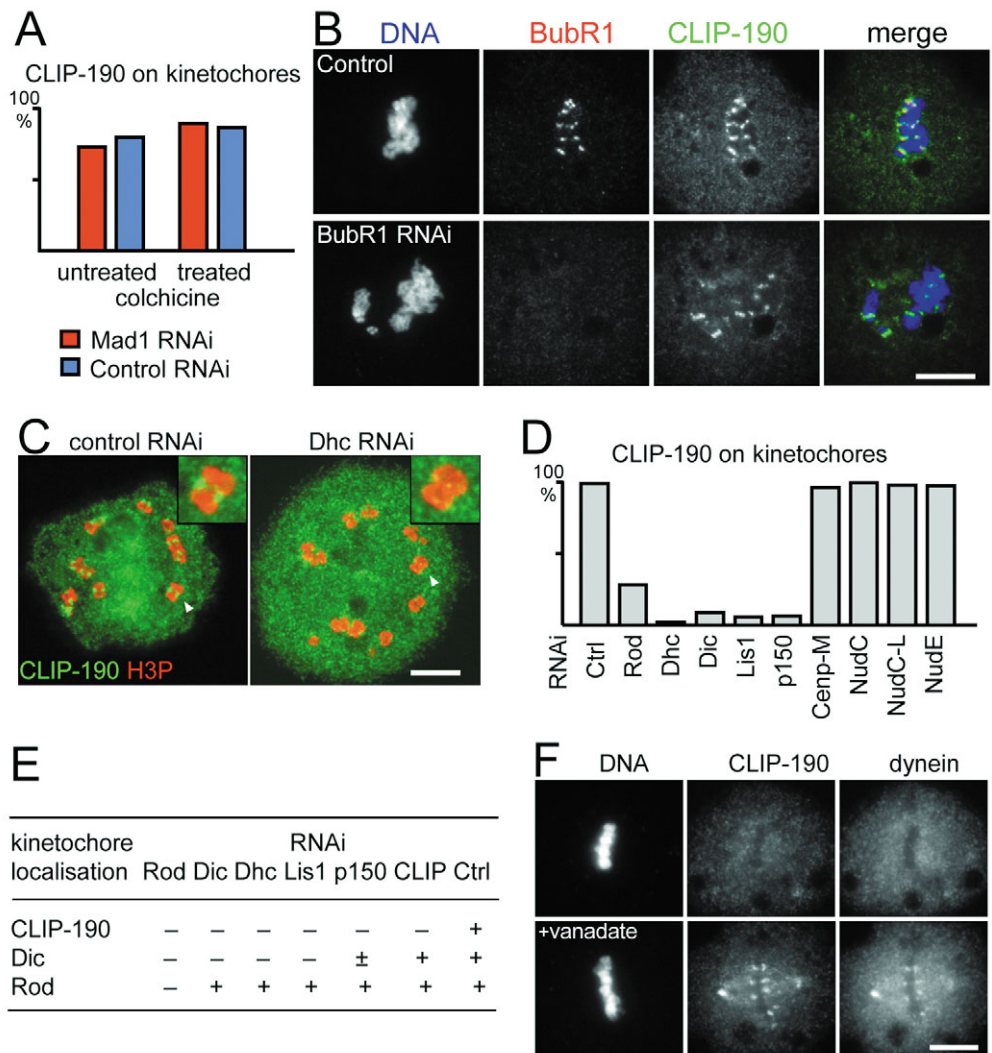 A
CLIP-190 on kinetochores
100
%
untreated treated
colchicine
Mad1 RNAi
Control RNAi
B
DNA BubR1 CLIP-190 merge
Control
BubR1 RNAi
C
control RNAi Dhc RNAi
CLIP-190 H3P
D
CLIP-190 on kinetochores
100
%
RNAi Ctrl Rod Dhc Dic Lis1 p150 Cenp-M NudC NudC-L NudE
E
kinetochore RNAi
localisation Rod Dic Dhc Lis1 p150 CLIP Ctrl
CLIP-190 – – – – – – +
Dic – – – – ± + +
Rod – + + + + + +
F
DNA CLIP-190 dynein
+vanadate